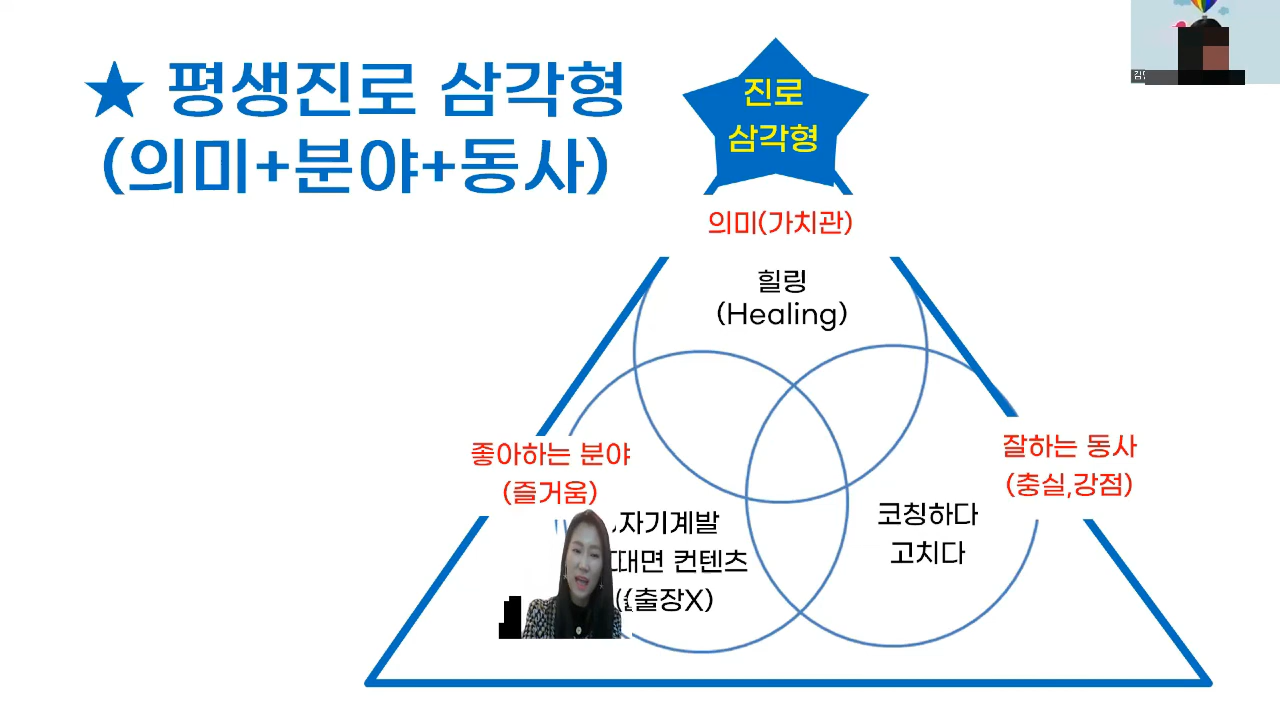 ★ 평생진로 삼각형
(의미+분야+동사)
진로
삼각형
의미(가치관)
힐링
(Healing)
좋아하는 분야
(즐거움)
잘하는 동사
(충실,강점)
자기계발
대면 컨텐츠
(출장X)
코칭하다
고치다